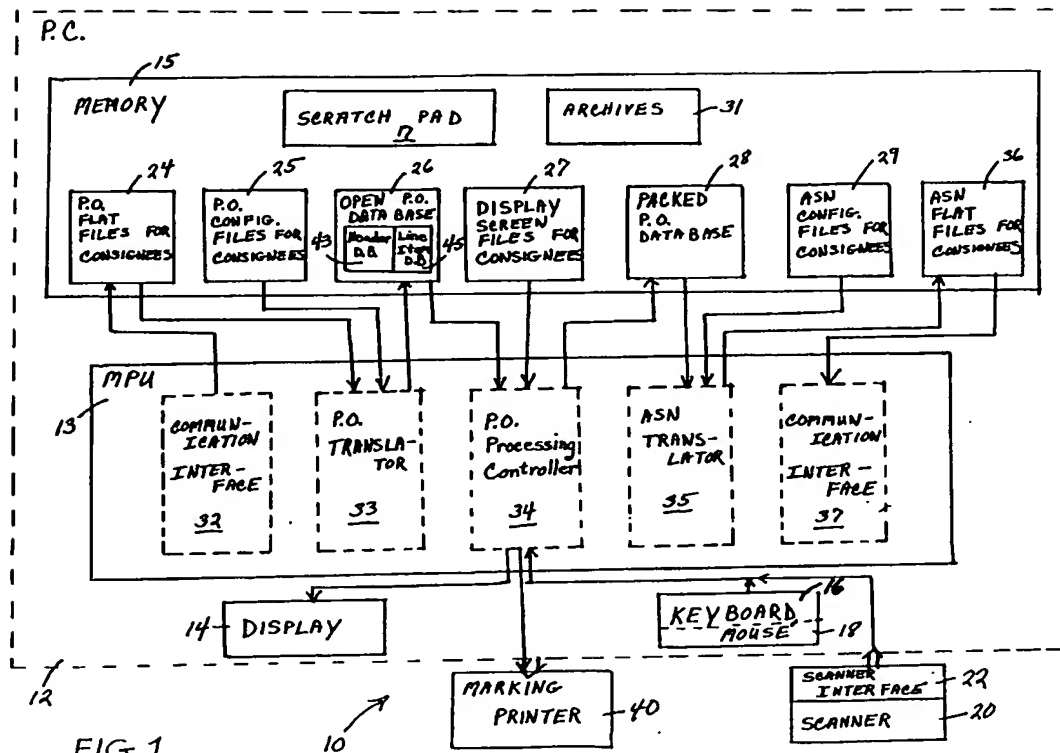 P.C.
15
MEMORY
SCRATCH PAD
17
ARCHIVES
31
24
P.O.
FLAT
FILES FOR
CONSIGNEES
25
P.O.
CONFIG.
FILES FOR
CONSIGNEES
26
OPEN P.O.
DATA BASE
43
Header
D.B
Line
Item
D.B
45
27
DISPLAY
SCREEN
FILES FOR
CONSIGNEES
28
PACKED
P.O.
DATABASE
29
ASN
CONFIG.
FILES FOR
CONSIGNEES
36
ASN
FLAT
FILES FOR
CONSIGNEES
MPU
13
COMMUN-
ICATION
INTER-
FACE
32
P.O.
TRANSLA-
TOR
33
P.O.
Processing
Controller
34
ASN
TRANS-
LATOR
35
COMMUN-
ICATION
INTER-
FACE
37
14
DISPLAY
KEYBOARD
16
MOUSE
18
12
MARKING
PRINTER
40
SCANNER
INTERFACE
22
SCANNER
20
10
FIG. 1